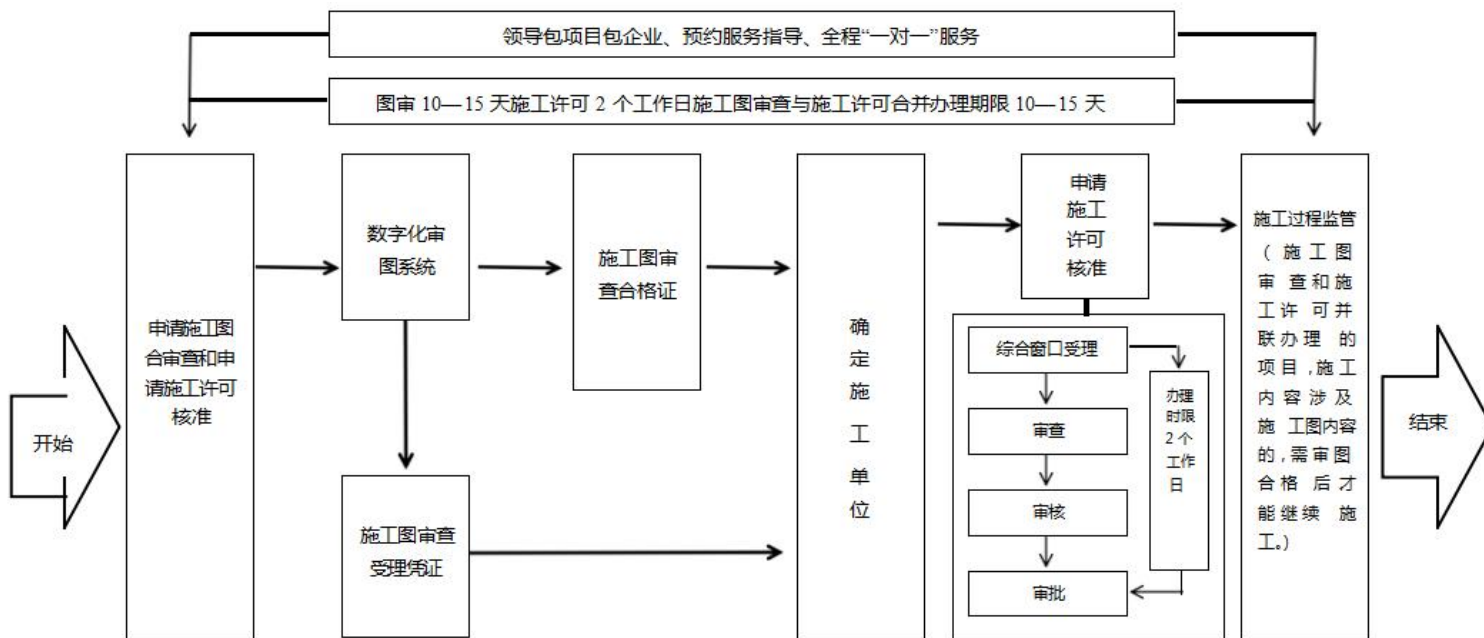 领导包项目包企业、预约服务指导、全程“一对一”服务
图审 10—15 天施工许可 2 个工作日施工图审查与施工许可合并办理期限 10—15 天
开始
申请施工图
合审查和申
请施工许可
核准
数字化审
图系统
施工图审
查合格证
施工图审查
受理凭证
确
定
施
工
单
位
申请
施工
许可
核准
综合窗口受理
审查
审核
审批
办理
时限
2 个
工作
日
施工过程监管
（ 施 工 图
审 查和施
工许 可并
联办理 的
项目,施工
内容涉及
施 工图内容
的,需审图
合格 后才
能继续 施
工。）
结束